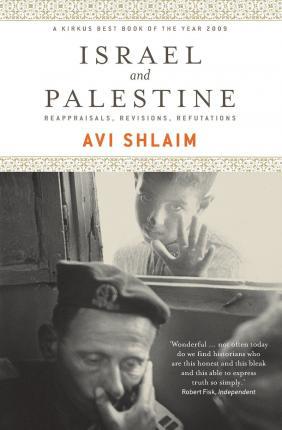 A KIRKUS BEST BOOK OF THE YEAR 2009
ISRAEL
and
PALESTINE
REAPPRAISALS, REVISIONS, REFUTATIONS
AVI SHLAIM
'Wonderful ... not often today
do we find historians who
are this honest and this bleak
and this able to express
truth so simply.'
Robert Fisk, Independent